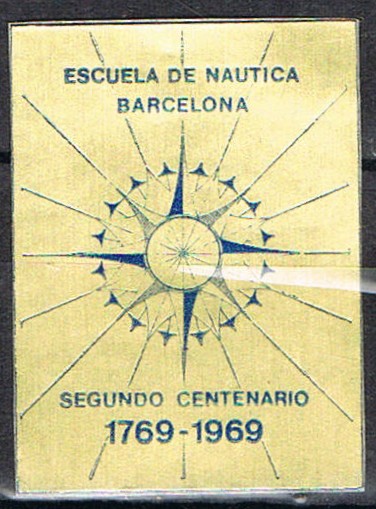 ESCUELA DE NAUTICA
BARCELONA
SEGUNDO CENTENARIO
1769-1969